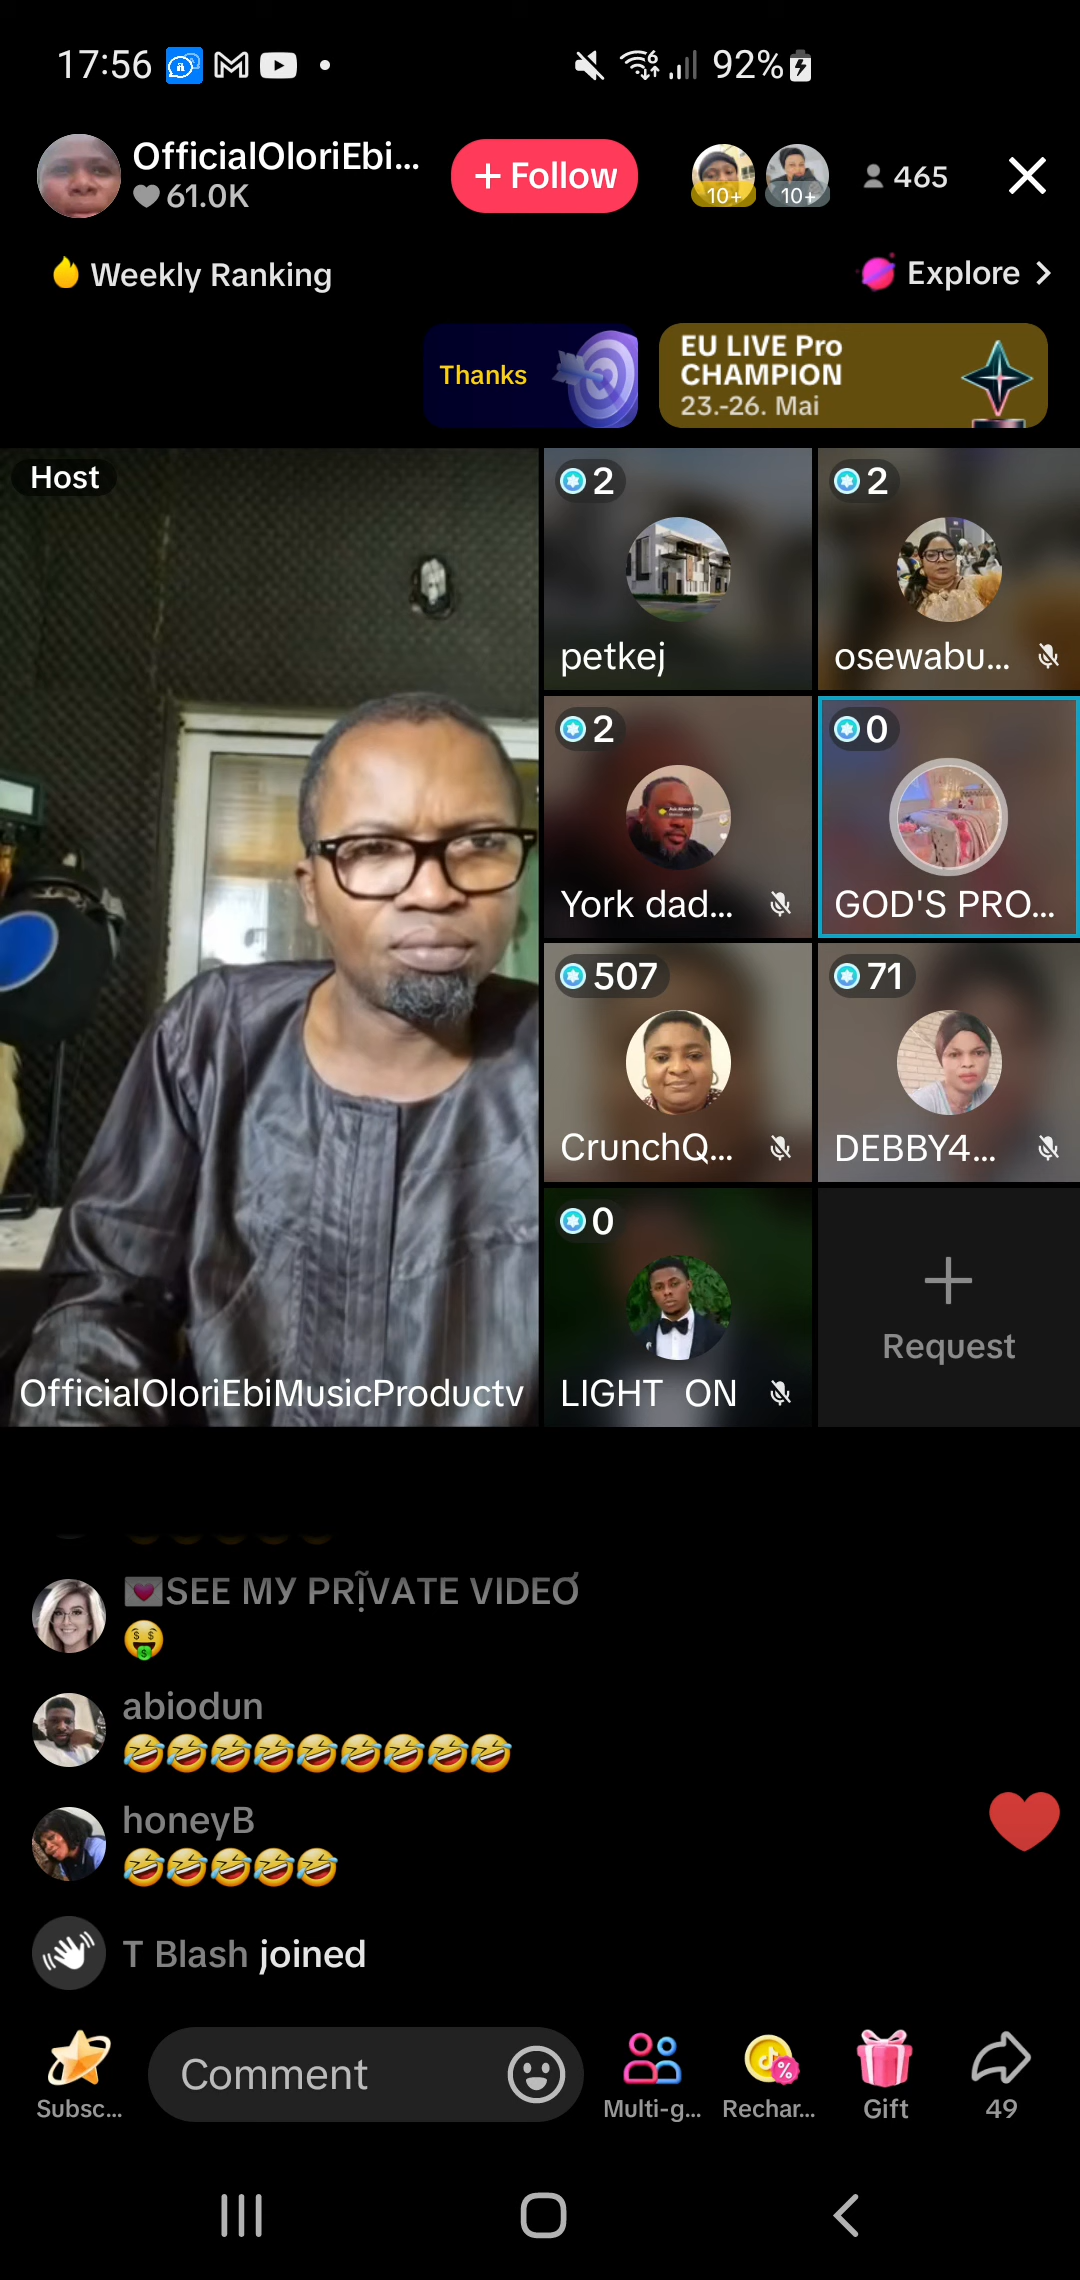 17:56
92%
OfficialOloriEbi...
61.0K
+ Follow
10+
10+
465
Weekly Ranking
Explore
Thanks
EU LIVE Pro
CHAMPION
23.-26. Mai
Host
OfficialOloriEbiMusicProductv
2
petkej
2
osewabu...
2
York dad...
0
GOD'S PRO...
507
CrunchQ...
71
DEBBY4...
0
LIGHT ON
Request
SEE MY PRĨVATE VIDEƠ
abiodun
honeyB
T Blash joined
Subsc...
Comment
Multi-g...
Rechar...
Gift
49